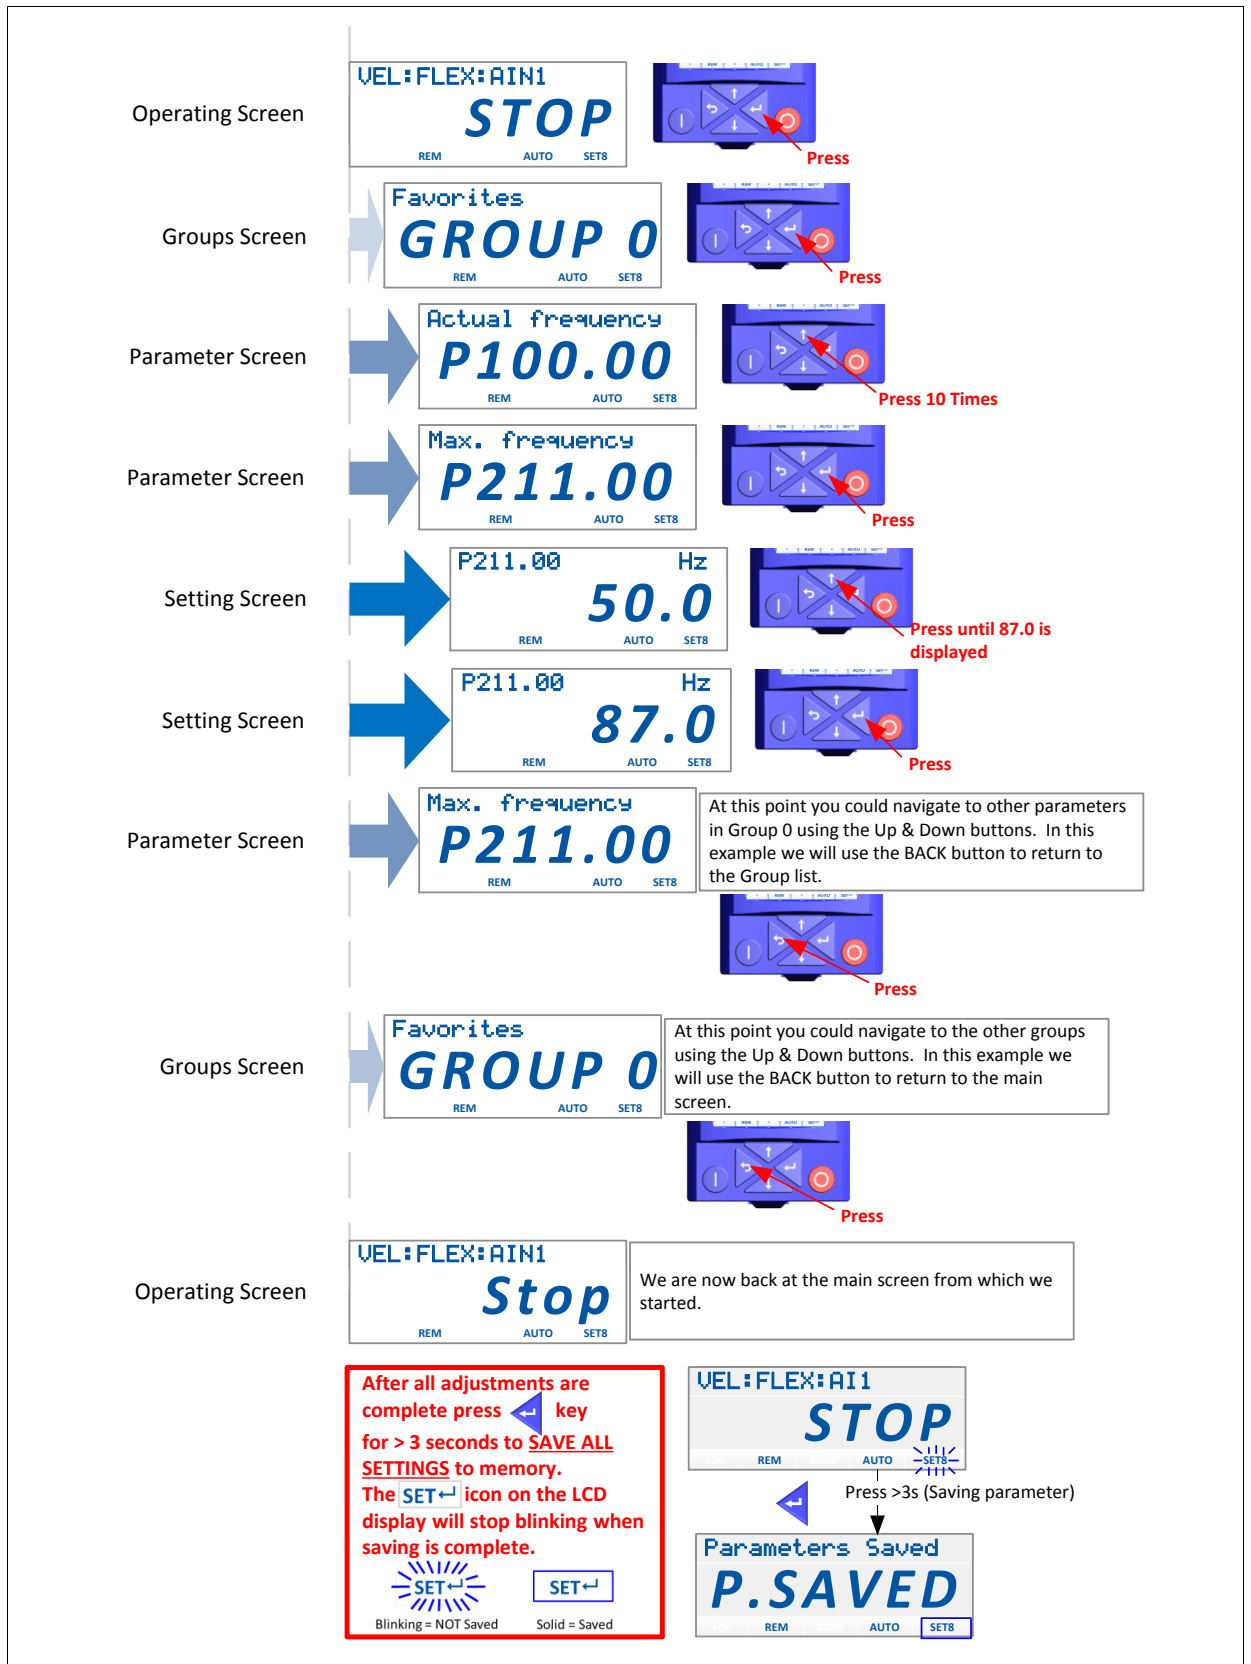 VEL:FLEX:AIN1
Operating Screen
STOP
REM AUTO SET8
Press
Favorites
Groups Screen
GROUP 0
REM AUTO SET8
Press
Actual frequency
Parameter Screen
P100.00
REM AUTO SET8
Press 10 Times
Max. frequency
Parameter Screen
P211.00
REM AUTO SET8
Press
P211.00 Hz
Setting Screen
50.0
REM AUTO SET8
Press until 87.0 is
displayed
P211.00 Hz
Setting Screen
87.0
REM AUTO SET8
Press
Max. frequency
Parameter Screen
P211.00
REM AUTO SET8
At this point you could navigate to other parameters
in Group 0 using the Up & Down buttons. In this
example we will use the BACK button to return to
the Group list.
Press
Favorites
Groups Screen
GROUP 0
REM AUTO SET8
At this point you could navigate to the other groups
using the Up & Down buttons. In this example we
will use the BACK button to return to the main
screen.
Press
VEL:FLEX:AIN1
Operating Screen
Stop
REM AUTO SET8
We are now back at the main screen from which we
started.
After all adjustments are
complete press key
for > 3 seconds to SAVE ALL
SETTINGS to memory.
The SET↵ icon on the LCD
display will stop blinking when
saving is complete.
SET↵ SET↵
Blinking = NOT Saved Solid = Saved
VEL:FLEX:AI1
STOP
LOC REM MAN AUTO SET8
Press >3s (Saving parameter)
Parameters Saved
P.SAVED
LOC REM MAN AUTO SET8